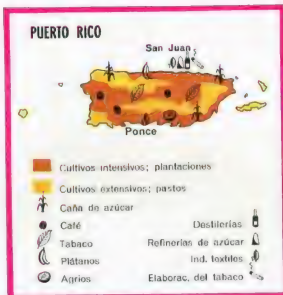 PUERTO RICO
San Juan
Ponce
Cultivos intensivos; plantaciones
Cultivos extensivos; pastos
Caña de azúcar
Café
Tabaco
Plátanos
Agrios
Destilerías
Refinerías de azúcar
Ind. textiles
Elaborac. del tabaco